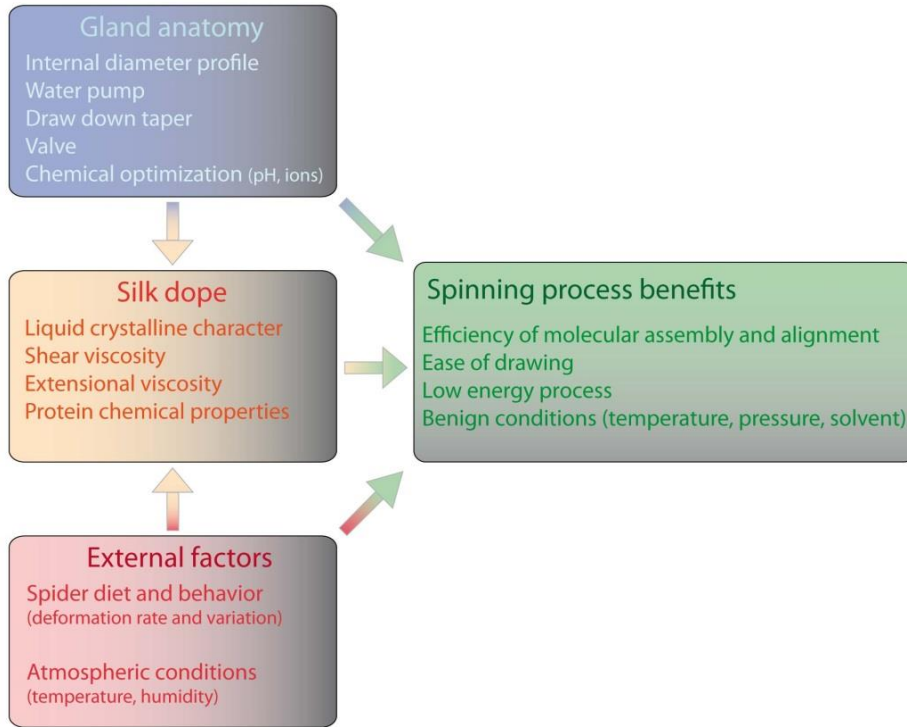 Gland anatomy
Internal diameter profile
Water pump
Draw down taper
Valve
Chemical optimization (pH, ions)
Silk dope
Liquid crystalline character
Shear viscosity
Extensional viscosity
Protein chemical properties
Spinning process benefits
Efficiency of molecular assembly and alignment
Ease of drawing
Low energy process
Benign conditions (temperature, pressure, solvent)
External factors
Spider diet and behavior
(deformation rate and variation)
Atmospheric conditions
(temperature, humidity)